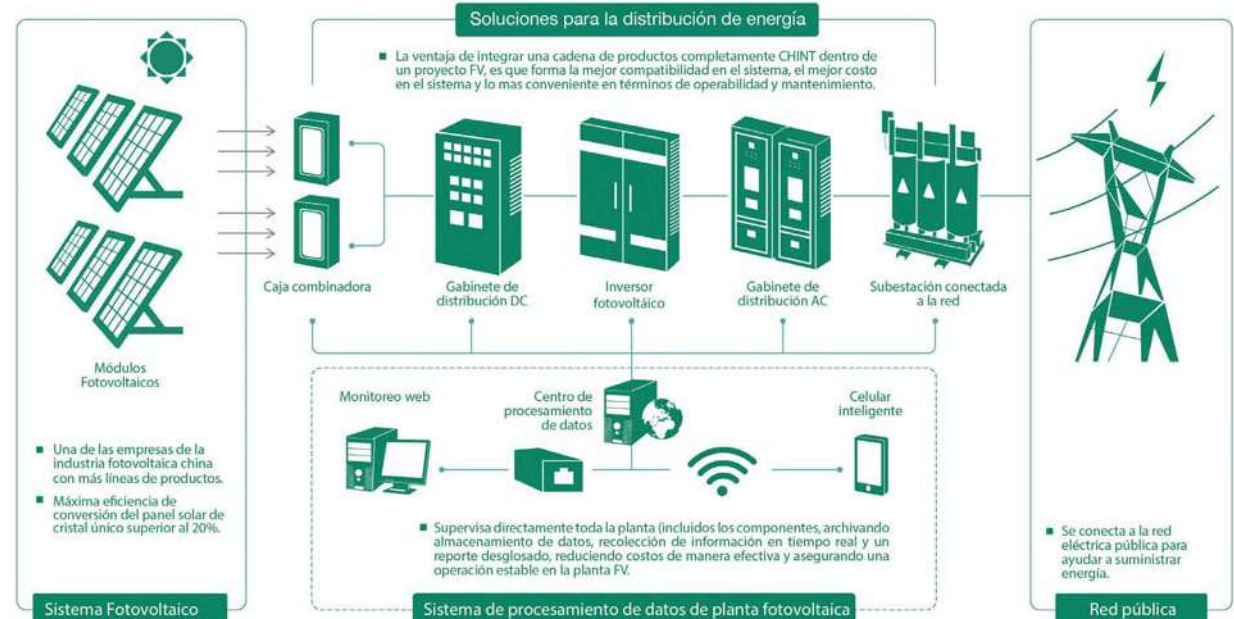 Soluciones para la distribución de energía
■ La ventaja de integrar una cadena de productos completamente CHINT dentro de
un proyecto FV, es que forma la mejor compatibilidad en el sistema, el mejor costo
en el sistema y lo mas conveniente en términos de operabilidad y mantenimiento.
Caja combinadora
Gabinete de
distribución DC
Inversor
fotovoltáico
Gabinete de
distribución AC
Subestación conectada
a la red
Módulos
Fotovoltaicos
■ Una de las empresas de la
industria fotovoltaica china
con más líneas de productos.
■ Máxima eficiencia de
conversión del panel solar de
cristal único superior al 20%.
Sistema Fotovoltaico
Monitoreo web
Centro de
procesamiento
de datos
Celular
inteligente
■ Supervisa directamente toda la planta (incluidos los componentes, archivando
almacenamiento de datos, recolección de información en tiempo real y un
reporte desglosado, reduciendo costos de manera efectiva y asegurando una
operación estable en la planta FV.
Sistema de procesamiento de datos de planta fotovoltaica
■ Se conecta a la red
eléctrica pública para
ayudar a suministrar
energía.
Red pública